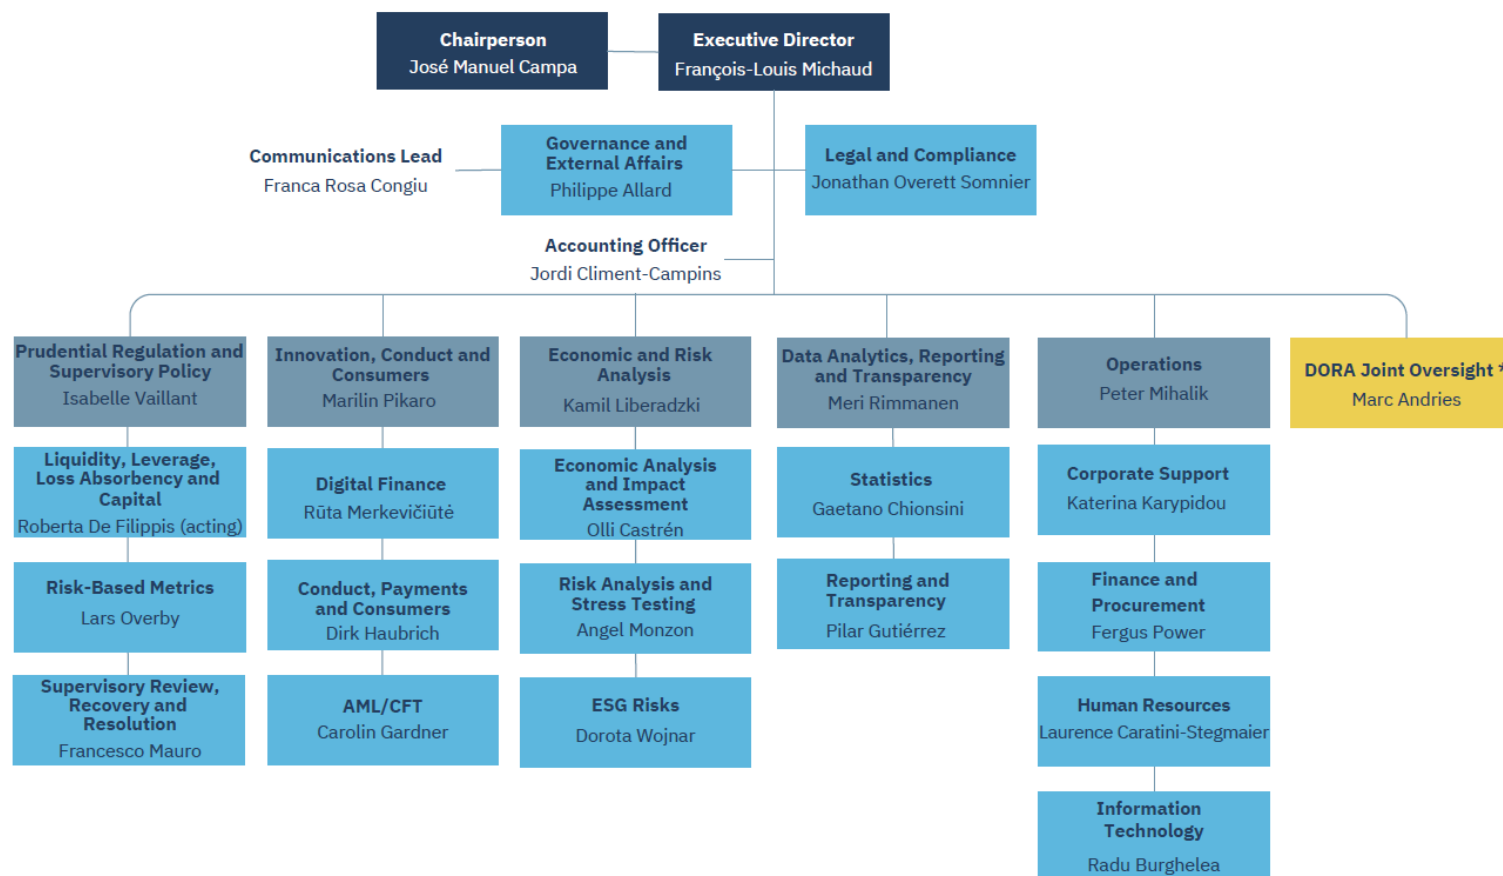 Chairperson
José Manuel Campa
Executive Director
François-Louis Michaud
Communications Lead
Franca Rosa Congiu
Governance and
External Affairs
Philippe Allard
Legal and Compliance
Jonathan Overett Somnier
Accounting Officer
Jordi Climent-Campins
Prudential Regulation and
Supervisory Policy
Isabelle Vaillant
Liquidity, Leverage,
Loss Absorbency and
Capital
Roberta De Filippis (acting)
Risk-Based Metrics
Lars Overby
Supervisory Review,
Recovery and
Resolution
Francesco Mauro
Innovation, Conduct and
Consumers
Marilin Pikaro
Digital Finance
Rūta Merkevičiūtė
Conduct, Payments
and Consumers
Dirk Haubrich
AML/CFT
Carolin Gardner
Economic and Risk
Analysis
Kamil Liberadzki
Economic Analysis
and Impact
Assessment
Olli Castrén
Risk Analysis and
Stress Testing
Angel Monzon
ESG Risks
Dorota Wojnar
Data Analytics, Reporting
and Transparency
Meri Rimmanen
Statistics
Gaetano Chionsini
Reporting and
Transparency
Pilar Gutiérrez
Operations
Peter Mihalik
Corporate Support
Katerina Karypidou
Finance and
Procurement
Fergus Power
Human Resources
Laurence Caratini-Stegmaier
Information
Technology
Radu Burghelea
DORA Joint Oversight *
Marc Andries